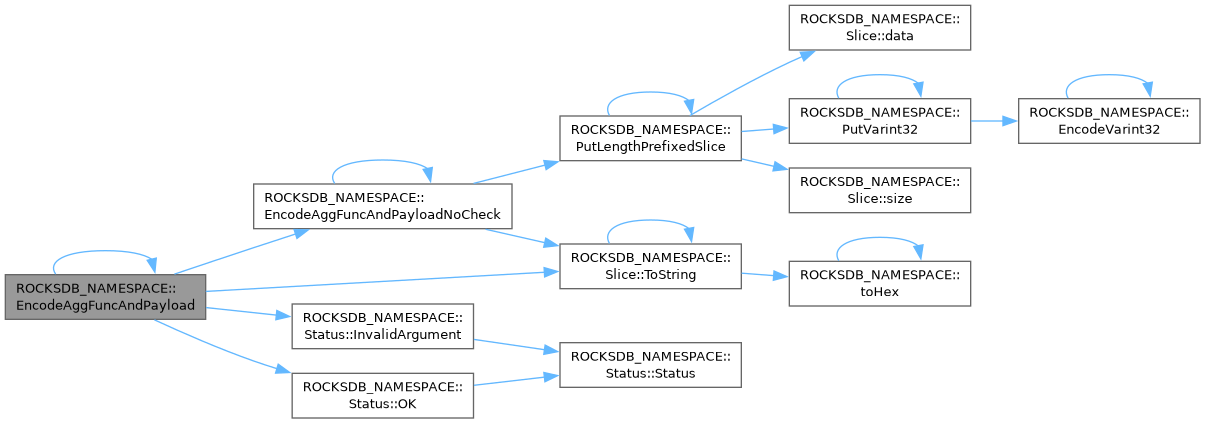 ROCKSDB_NAMESPACE::
EncodeAggFuncAndPayload
ROCKSDB_NAMESPACE::
EncodeAggFuncAndPayloadNoCheck
ROCKSDB_NAMESPACE::
Status::InvalidArgument
ROCKSDB_NAMESPACE::
Status::OK
ROCKSDB_NAMESPACE::
PutLengthPrefixedSlice
ROCKSDB_NAMESPACE::
Slice::ToString
ROCKSDB_NAMESPACE::
Status::Status
ROCKSDB_NAMESPACE::
Slice::data
ROCKSDB_NAMESPACE::
PutVarint32
ROCKSDB_NAMESPACE::
Slice::size
ROCKSDB_NAMESPACE::
toHex
ROCKSDB_NAMESPACE::
EncodeVarint32